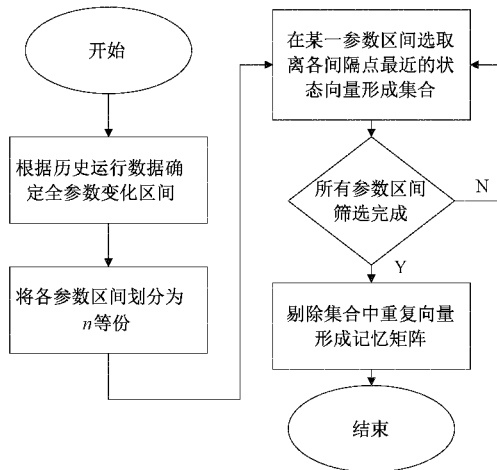 开始
根据历史运行数据确
定全参数变化区间
将各参数区间划分为
n等份
在某一参数区间选取
离各间隔点最近的状
态向量形成集合
所有参数区间
筛选完成
N
Y
剔除集合中重复向量
形成记忆矩阵
结束